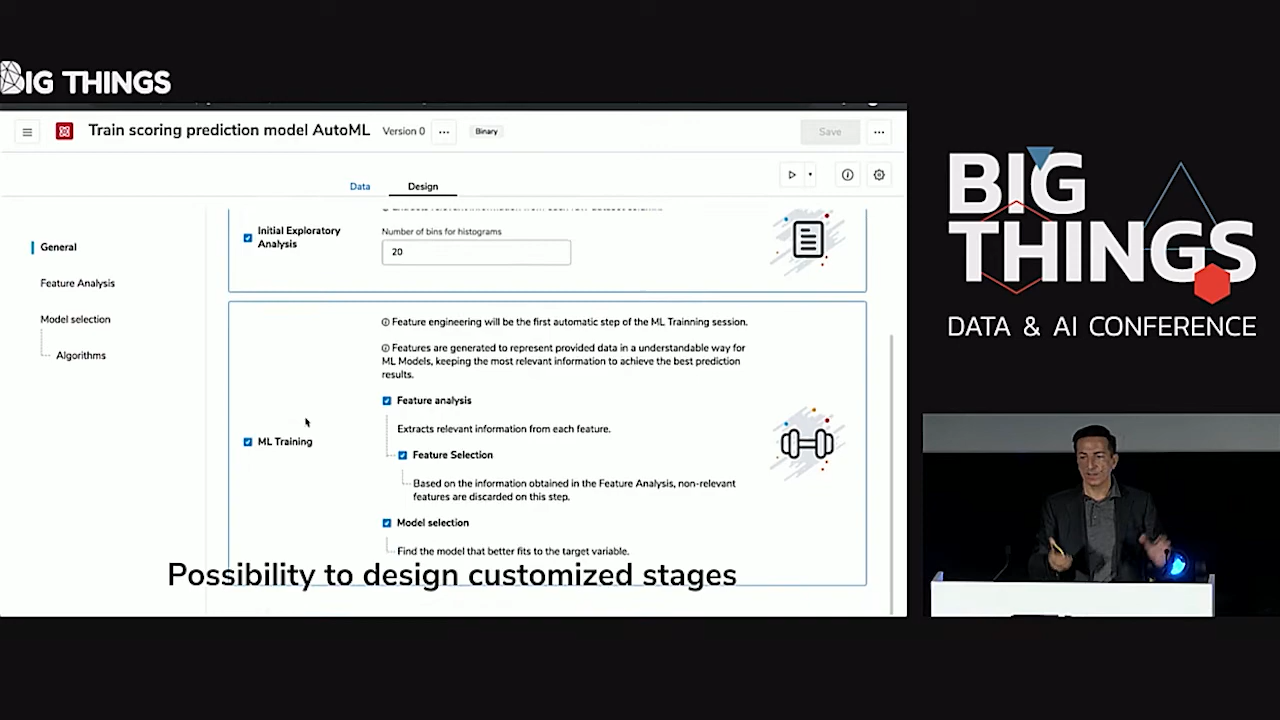 BIG THINGS
Train scoring prediction model AutoML Version 0 ... Binary Save ...
Data Design
General
Feature Analysis
Model selection
Algorithms
Initial Exploratory
Analysis
Number of bins for histograms
20
ML Training
Feature engineering will be the first automatic step of the ML Trainning session.
Features are generated to represent provided data in a understandable way for
ML Models, keeping the most relevant information to achieve the best prediction
results.
Feature analysis
Extracts relevant information from each feature.
Feature Selection
Based on the information obtained in the Feature Analysis, non-relevant
features are discarded on this step.
Model selection
Find the model that better fits to the target variable.
Possibility to design customized stages
BIG
THINGS
DATA & AI CONFERENCE